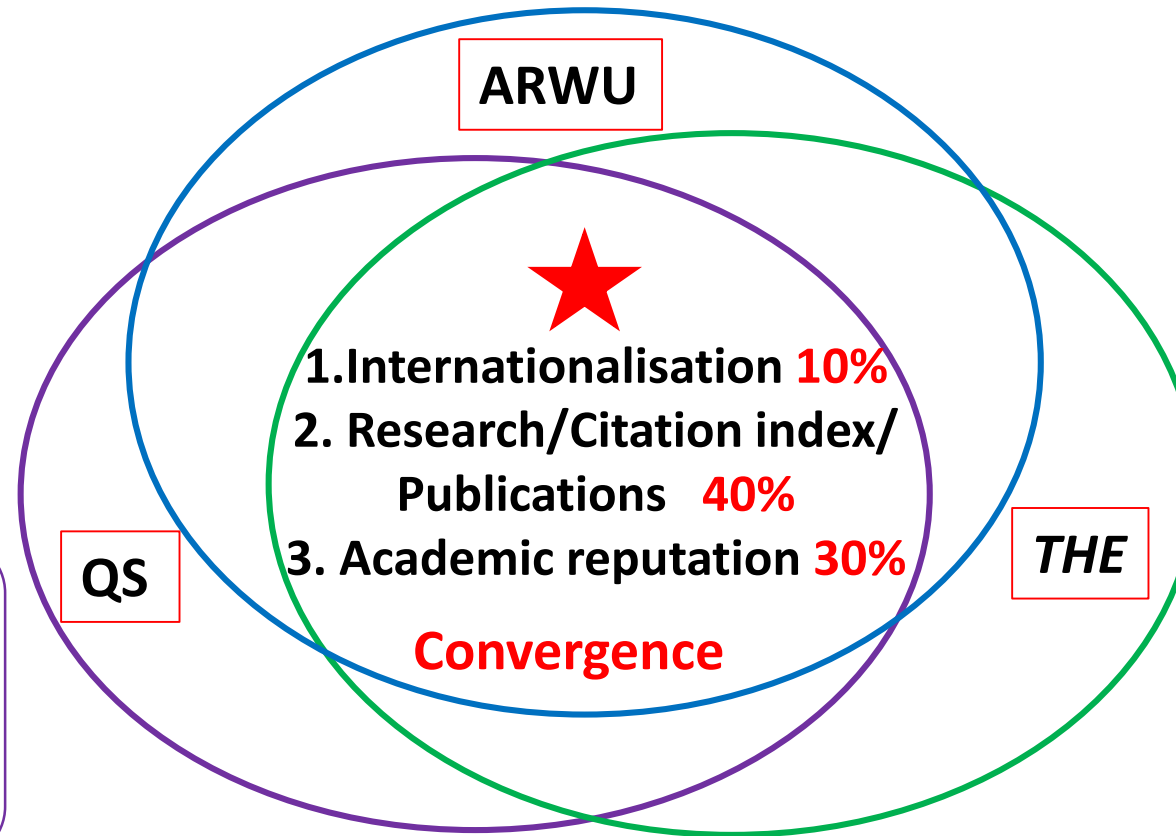 ARWU
1.Internationalisation 10%
2. Research/Citation index/
Publications 40%
3. Academic reputation 30%
QS
THE
Convergence